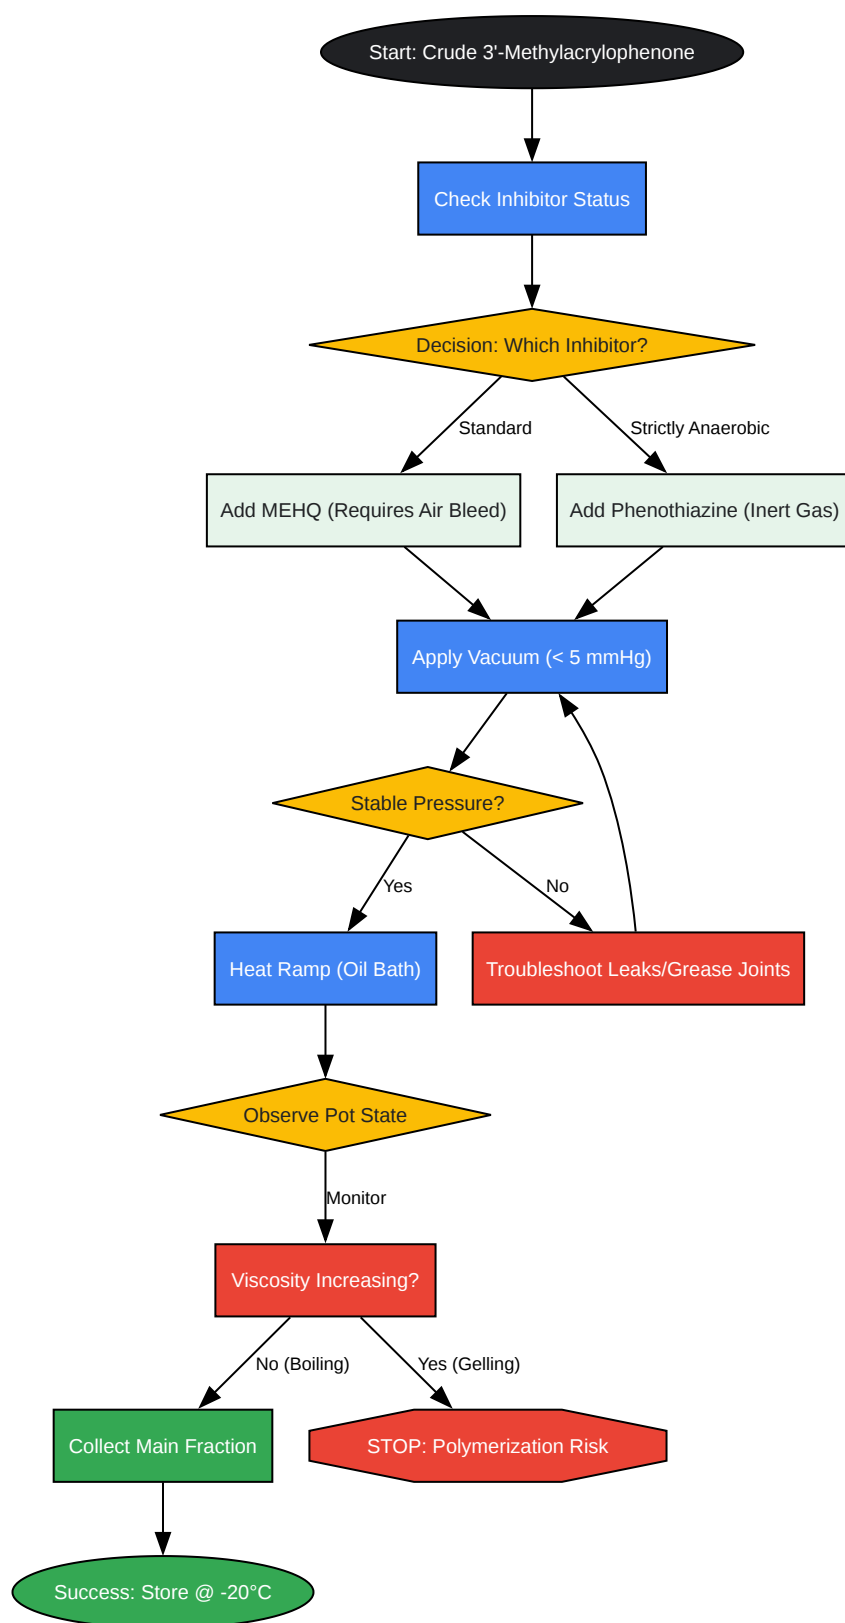 Start: Crude 3'-Methylacrylophenone
Check Inhibitor Status
Decision: Which Inhibitor?
Standard
Strictly Anaerobic
Add MEHQ (Requires Air Bleed)
Add Phenothiazine (Inert Gas)
Apply Vacuum (< 5 mmHg)
Stable Pressure?
Yes
No
Heat Ramp (Oil Bath)
Troubleshoot Leaks/Grease Joints
Observe Pot State
Monitor
Viscosity Increasing?
No (Boiling)
Yes (Gelling)
Collect Main Fraction
STOP: Polymerization Risk
Success: Store @ -20°C